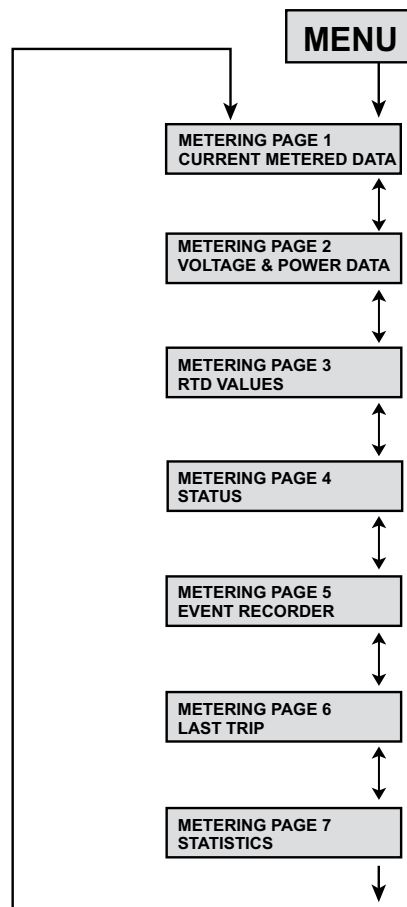 MENU
METERING PAGE 1
CURRENT METERED DATA
METERING PAGE 2
VOLTAGE & POWER DATA
METERING PAGE 3
RTD VALUES
METERING PAGE 4
STATUS
METERING PAGE 5
EVENT RECORDER
METERING PAGE 6
LAST TRIP
METERING PAGE 7
STATISTICS